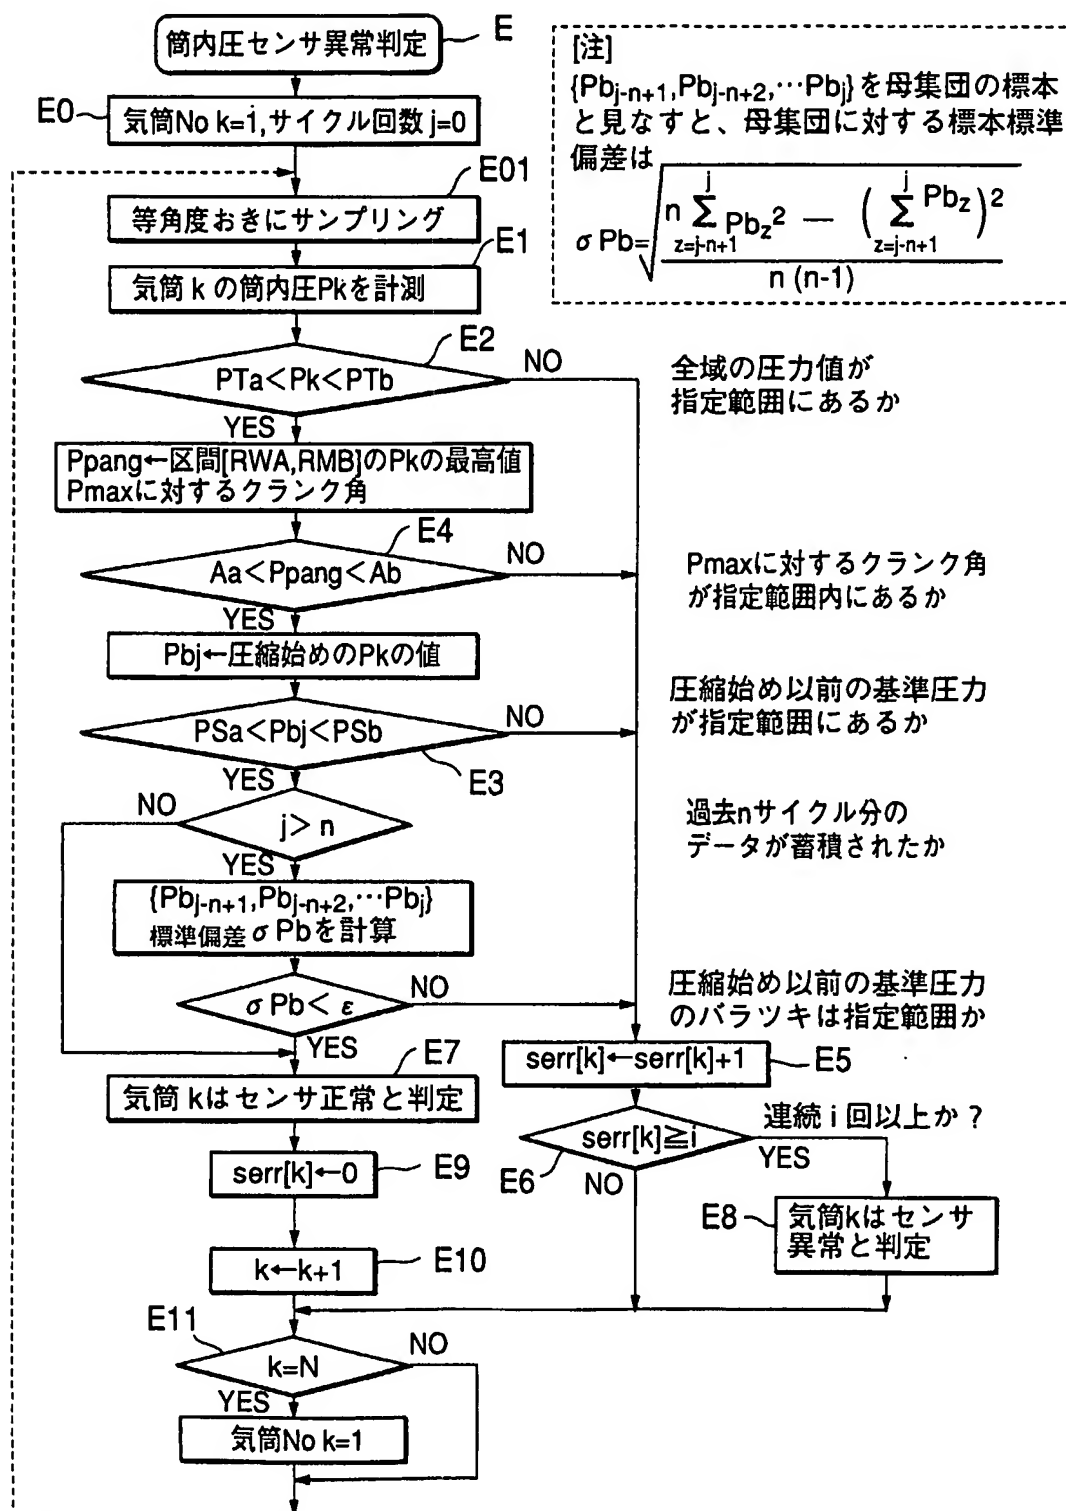 筒内圧センサ異常判定
E
E0
気筒No k=1,サイクル回数 j=0
[注]
{Pbj-n+1,Pbj-n+2,…Pbj}を母集団の標本
と見なすと、母集団に対する標本標準
偏差は
σPb=√((n Σ(z=j-n+1→j) Pbz² — (Σ(z=j-n+1→j) Pbz)²) / n(n-1))
E01
等角度おきにサンプリング
E1
気筒 k の筒内圧Pkを計測
E2
PTa<Pk<PTb
NO
YES
全域の圧力値が
指定範囲にあるか
Ppang←区間[RWA,RMB]のPkの最高値
Pmaxに対するクランク角
E4
Aa<Ppang<Ab
NO
YES
Pmaxに対するクランク角
が指定範囲内にあるか
Pbj←圧縮始めのPkの値
PSa<Pbj<PSb
NO
YES
E3
圧縮始め以前の基準圧力
が指定範囲にあるか
NO
j> n
YES
過去nサイクル分の
データが蓄積されたか
{Pbj-n+1,Pbj-n+2,…Pbj}
標準偏差σPbを計算
σPb< ε
NO
YES
圧縮始め以前の基準圧力
のバラツキは指定範囲か
E7
気筒 kはセンサ正常と判定
serr[k]←serr[k]+1
E5
連続 i 回以上か?
serr[k]≧i
E6
NO
YES
serr[k]←0
E9
E8
気筒kはセンサ
異常と判定
k←k+1
E10
E11
k=N
NO
YES
気筒No k=1